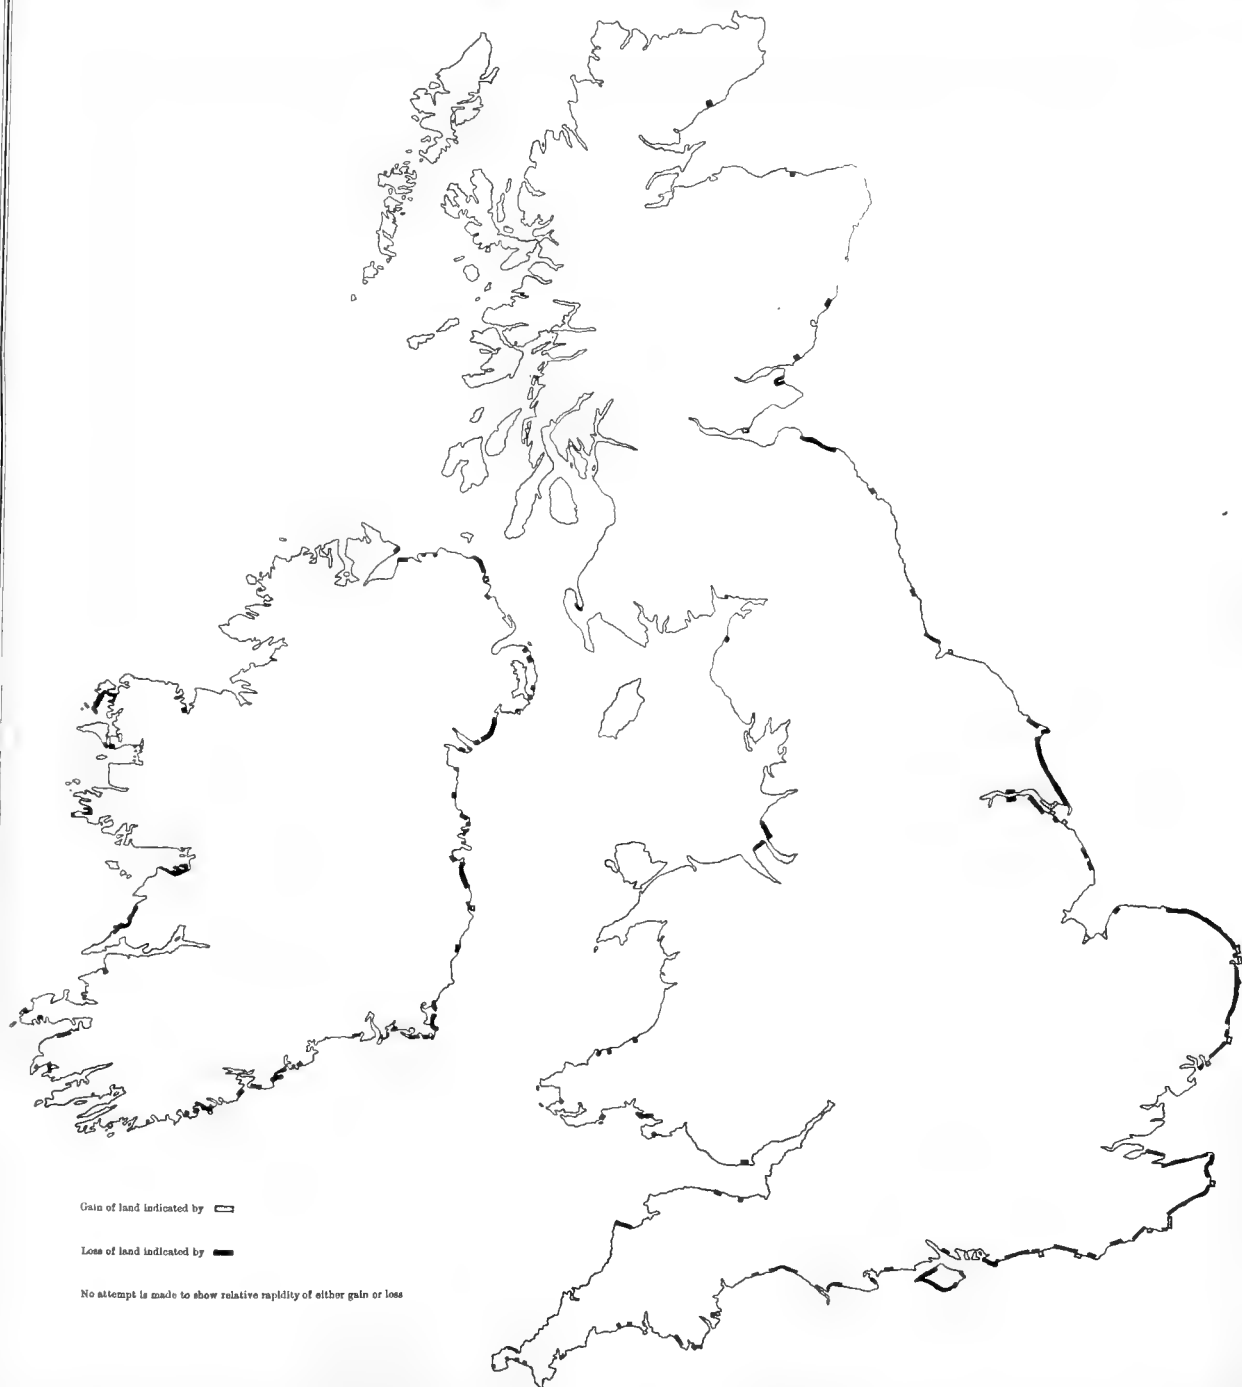 Gain of land indicated by
Loss of land indicated by
No attempt is made to show relative rapidity of either gain or loss